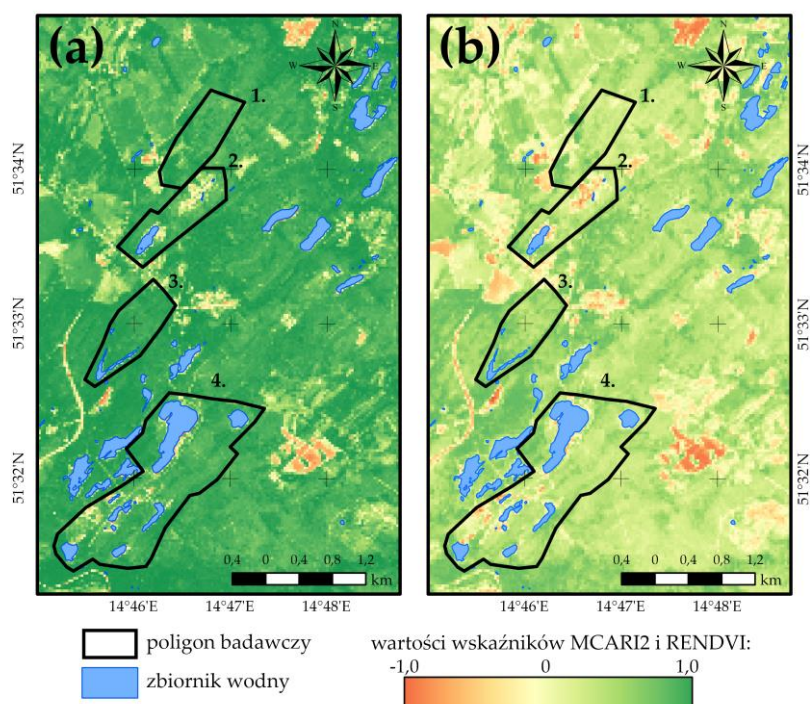 (a)
N
W E
S
1.
2.
3.
4.
51°34'N
51°33'N
51°32'N
0,4 0 0,4 0,8 1,2
km
14°46'E 14°47'E 14°48'E
(b)
N
W E
S
1.
2.
3.
4.
51°34'N
51°33'N
51°32'N
0,4 0 0,4 0,8 1,2
km
14°46'E 14°47'E 14°48'E
poligon badawczy
zbiornik wodny
wartości wskaźników MCARI2 i RENDVI:
-1,0 0 1,0